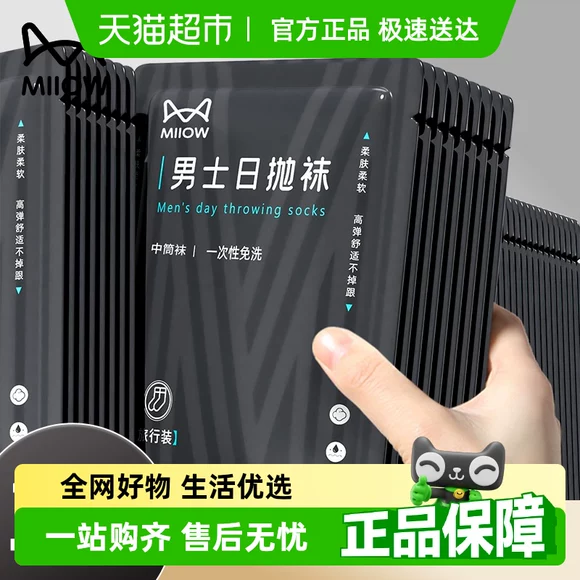 天猫超市 官方正品 极速送达
MIIOW
MIIOW
男士日抛袜
Men's day throwing socks
中筒袜 | 一次性免洗
柔肤柔软
高弹舒适不掉跟
柔肤柔软
高弹舒适不掉跟
旅行装】
全网好物 生活优选
一站购齐 售后无忧
正品保障